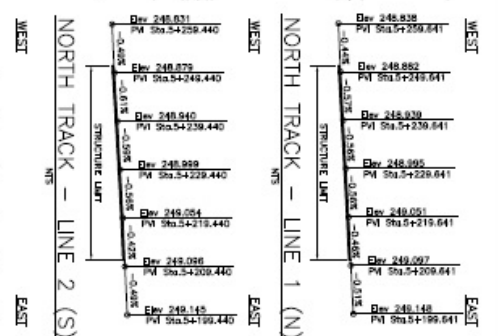 WEST
Elev 248.831
PVI Sta.5+259.440
-0.49%
Elev 248.879
PVI Sta.5+249.440
-0.61%
Elev 248.940
PVI Sta.5+239.440
-0.59%
Elev 248.999
PVI Sta.5+229.440
-0.56%
Elev 249.054
PVI Sta.5+219.440
-0.42%
Elev 249.096
PVI Sta.5+209.440
-0.49%
Elev 249.145
PVI Sta.5+199.440
STRUCTURE LIMIT
EAST
NORTH TRACK - LINE 2 (S)
NTS
WEST
Elev 248.838
PVI Sta.5+259.641
-0.44%
Elev 248.882
PVI Sta.5+249.641
-0.57%
Elev 248.939
PVI Sta.5+239.641
-0.56%
Elev 248.995
PVI Sta.5+229.641
-0.56%
Elev 249.051
PVI Sta.5+219.641
-0.46%
Elev 249.097
PVI Sta.5+209.641
-0.51%
Elev 249.148
PVI Sta.5+199.641
STRUCTURE LIMIT
EAST
NORTH TRACK - LINE 1 (N)
NTS
WEST
EAST